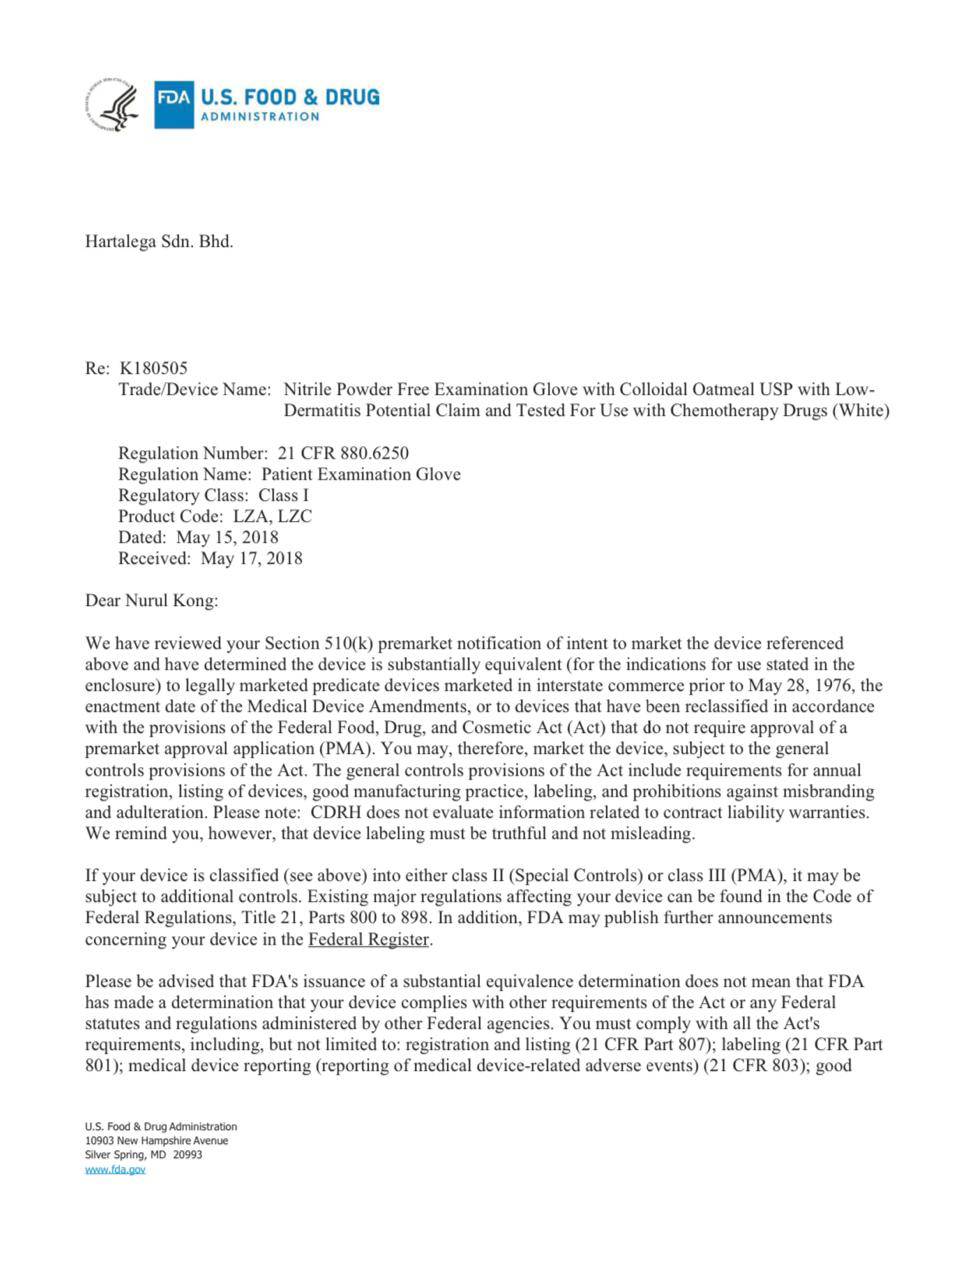 FDA U.S. FOOD & DRUG
ADMINISTRATION
Hartalega Sdn. Bhd.
Re: K180505
Trade/Device Name: Nitrile Powder Free Examination Glove with Colloidal Oatmeal USP with Low-
Dermatitis Potential Claim and Tested For Use with Chemotherapy Drugs (White)
Regulation Number: 21 CFR 880.6250
Regulation Name: Patient Examination Glove
Regulatory Class: Class I
Product Code: LZA, LZC
Dated: May 15, 2018
Received: May 17, 2018
Dear Nurul Kong:
We have reviewed your Section 510(k) premarket notification of intent to market the device referenced
above and have determined the device is substantially equivalent (for the indications for use stated in the
enclosure) to legally marketed predicate devices marketed in interstate commerce prior to May 28, 1976, the
enactment date of the Medical Device Amendments, or to devices that have been reclassified in accordance
with the provisions of the Federal Food, Drug, and Cosmetic Act (Act) that do not require approval of a
premarket approval application (PMA). You may, therefore, market the device, subject to the general
controls provisions of the Act. The general controls provisions of the Act include requirements for annual
registration, listing of devices, good manufacturing practice, labeling, and prohibitions against misbranding
and adulteration. Please note: CDRH does not evaluate information related to contract liability warranties.
We remind you, however, that device labeling must be truthful and not misleading.
If your device is classified (see above) into either class II (Special Controls) or class III (PMA), it may be
subject to additional controls. Existing major regulations affecting your device can be found in the Code of
Federal Regulations, Title 21, Parts 800 to 898. In addition, FDA may publish further announcements
concerning your device in the Federal Register.
Please be advised that FDA's issuance of a substantial equivalence determination does not mean that FDA
has made a determination that your device complies with other requirements of the Act or any Federal
statutes and regulations administered by other Federal agencies. You must comply with all the Act's
requirements, including, but not limited to: registration and listing (21 CFR Part 807); labeling (21 CFR Part
801); medical device reporting (reporting of medical device-related adverse events) (21 CFR 803); good
U.S. Food & Drug Administration
10903 New Hampshire Avenue
Silver Spring, MD 20993
www.fda.gov